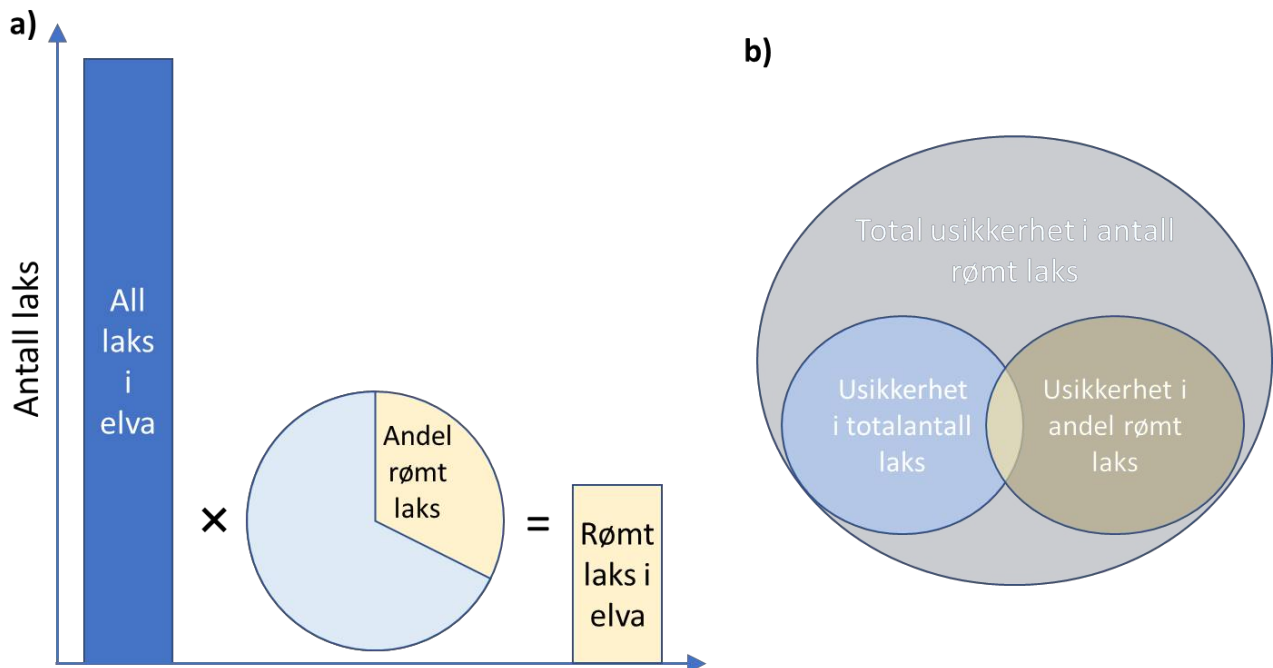 a)
Antall laks
All
laks
i
elva
×
Andel
rømt
laks
=
Rømt
laks i
elva
b)
Total usikkerhet i antall
rømt laks
Usikkerhet
i totalantall
laks
Usikkerhet i
andel rømt
laks